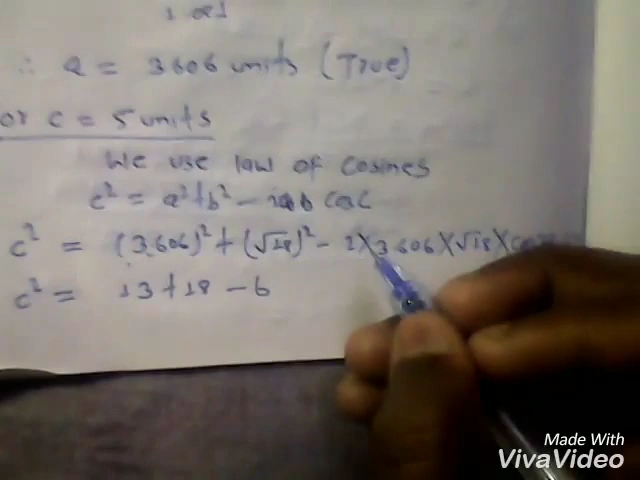 ∴ a = 3.606 units (True)
or c = 5 units
We use law of cosines
c² = a² + b² - 2ab cos C
c² = (3.606)² + (√18)² - 2 × 3.606 × √18 ×
c² = 13 + 18 - 6
Made With
VivaVideo